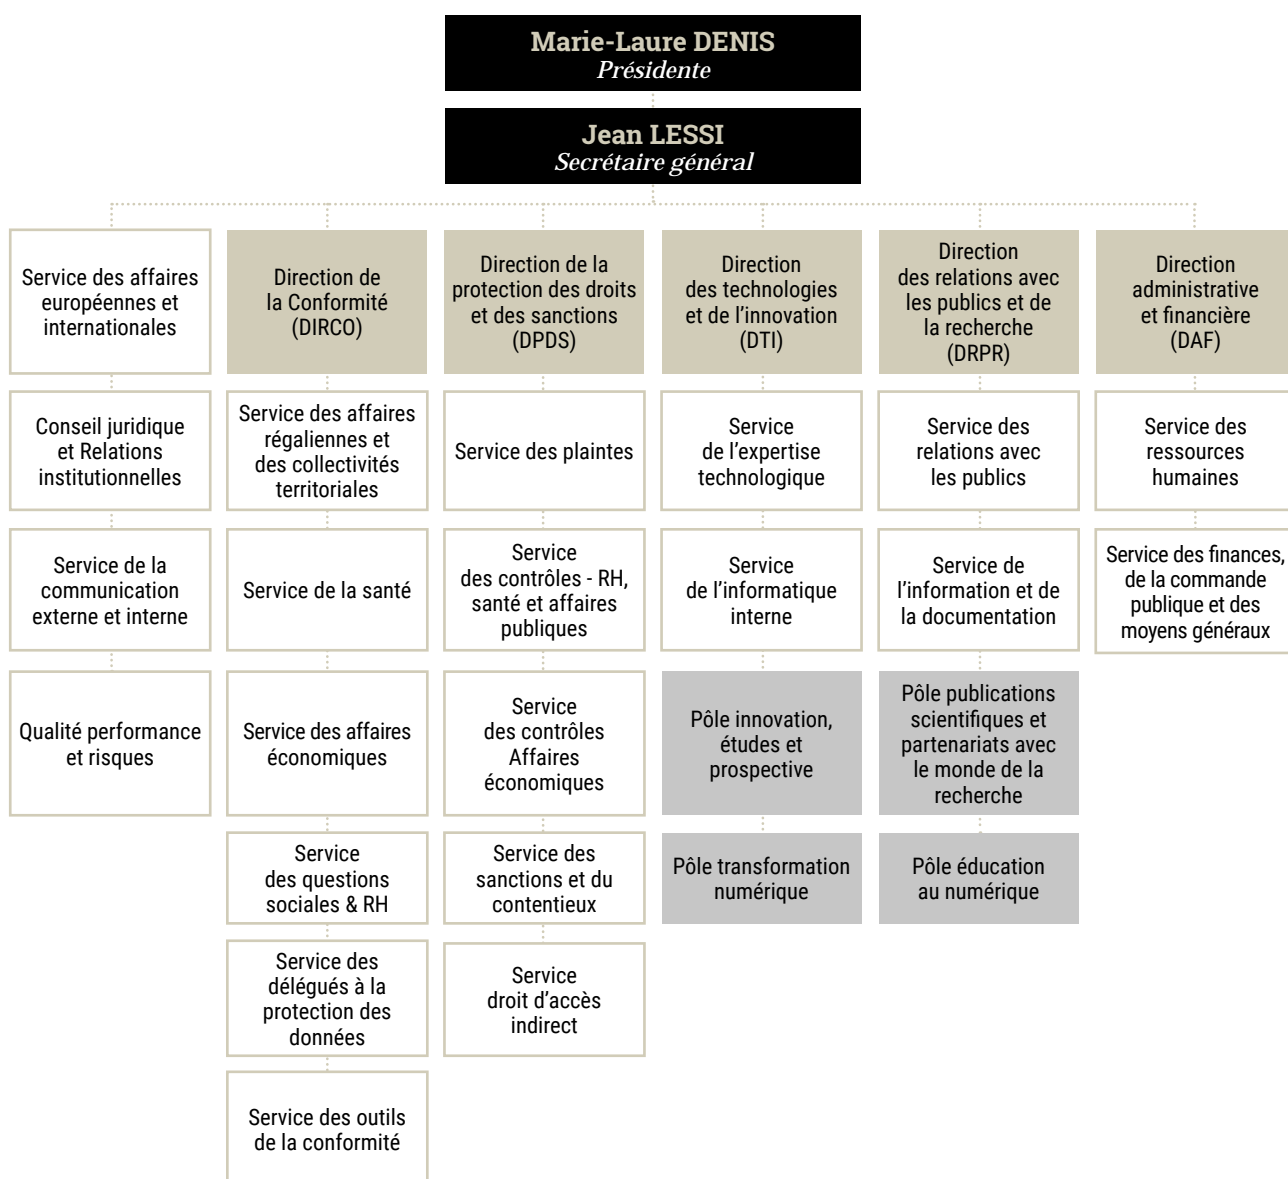 Marie-Laure DENIS
Présidente
Jean LESSI
Secrétaire général
Service des affaires
européennes et
internationales
Conseil juridique
et Relations
institutionnelles
Service de la
communication
externe et interne
Qualité performance
et risques
Direction de
la Conformité
(DIRCO)
Service des affaires
régaliennes et
des collectivités
territoriales
Service de la santé
Service des affaires
économiques
Service
des questions
sociales & RH
Service des
délégués à la
protection des
données
Service des outils
de la conformité
Direction de la
protection des droits
et des sanctions
(DPDS)
Service des plaintes
Service
des contrôles - RH,
santé et affaires
publiques
Service
des contrôles
Affaires
économiques
Service des
sanctions et du
contentieux
Service
droit d’accès
indirect
Direction
des technologies
et de l’innovation
(DTI)
Service
de l’expertise
technologique
Service
de l’informatique
interne
Pôle innovation,
études et
prospective
Pôle transformation
numérique
Direction
des relations avec
les publics et de
la recherche
(DRPR)
Service des
relations avec
les publics
Service de
l’information et de
la documentation
Pôle publications
scientifiques et
partenariats avec
le monde de la
recherche
Pôle éducation
au numérique
Direction
administrative
et financière
(DAF)
Service des
ressources
humaines
Service des finances,
de la commande
publique et des
moyens généraux